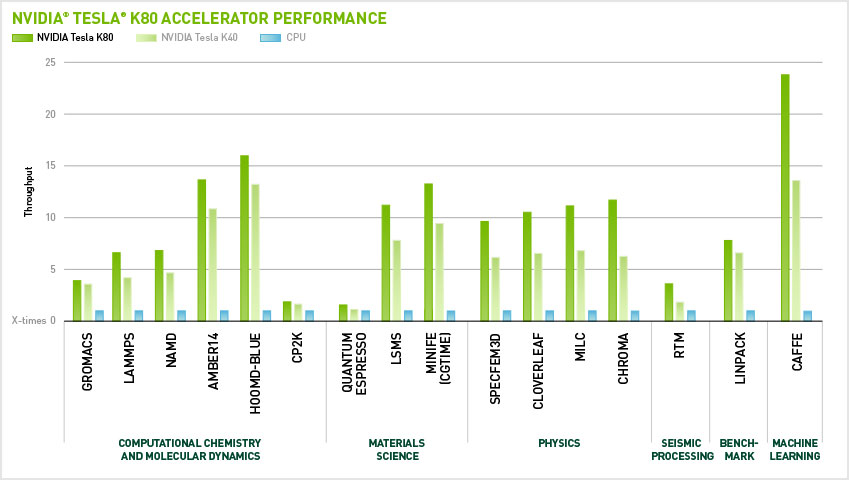 NVIDIA® TESLA® K80 ACCELERATOR PERFORMANCE
NVIDIA Tesla K80
NVIDIA Tesla K40
CPU
25
20
15
10
5
X-times 0
Throughput
GROMACS
LAMMPS
NAMD
AMBER14
HOOMD-BLUE
CP2K
QUANTUM
ESPRESSO
LSMS
MINIFE
(CGTIME)
SPECFEM3D
CLOVERLEAF
MILC
CHROMA
RTM
LINPACK
CAFFE
COMPUTATIONAL CHEMISTRY
AND MOLECULAR DYNAMICS
MATERIALS
SCIENCE
PHYSICS
SEISMIC
PROCESSING
BENCH-
MARK
MACHINE
LEARNING